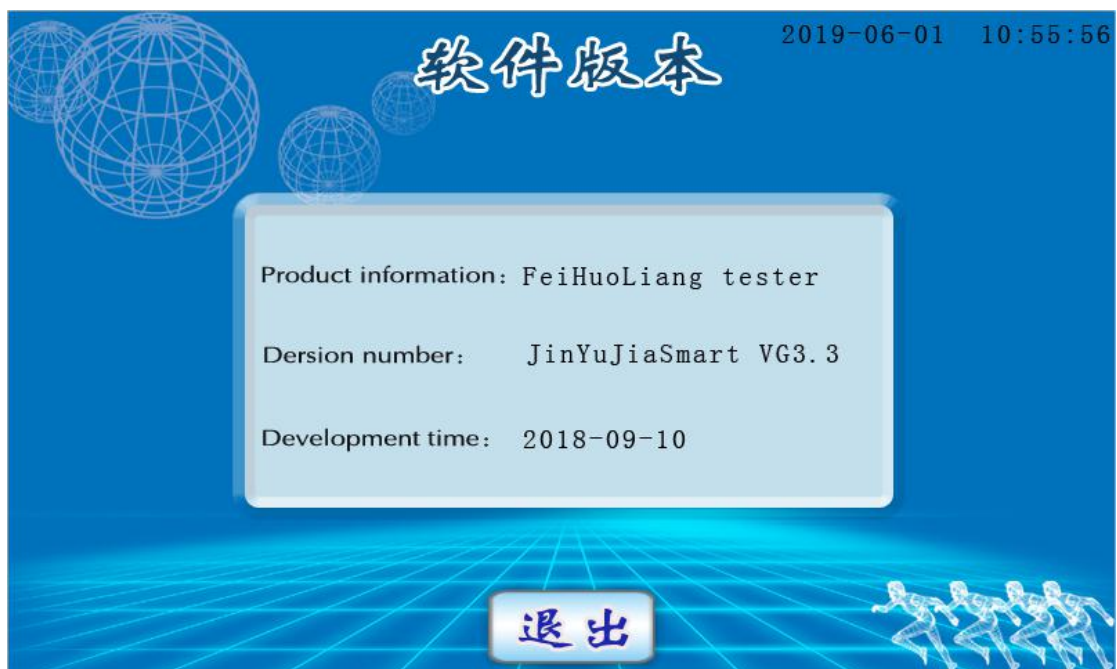 软件版本
2019-06-01 10:55:56
Product information: FeiHuoLiang tester
Dersion number: JinYuJiaSmart VG3.3
Development time: 2018-09-10
退出